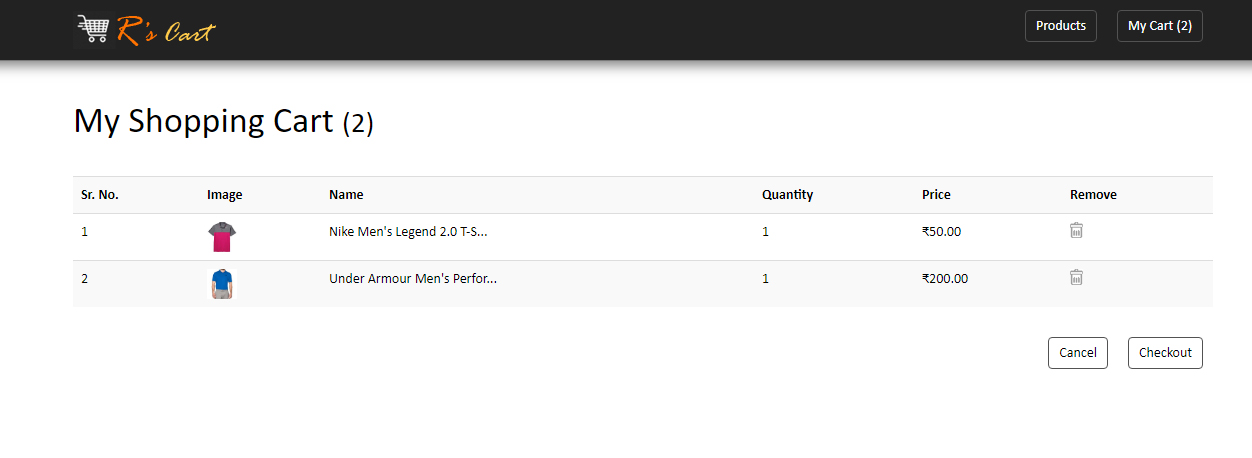 R's Cart Products My Cart (2)
My Shopping Cart (2)
Sr. No. Image Name Quantity Price Remove
1 Nike Men's Legend 2.0 T-S... 1 ₹50.00
2 Under Armour Men's Perfor... 1 ₹200.00
Cancel Checkout